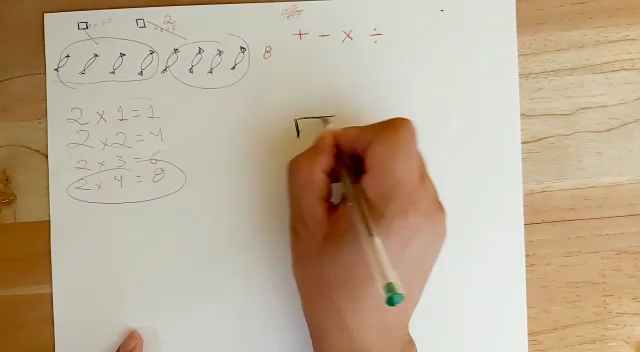 2
8
+ - × ÷
2 × 1 = 1
2 × 2 = 4
2 × 3 = 6
2 × 4 = 8